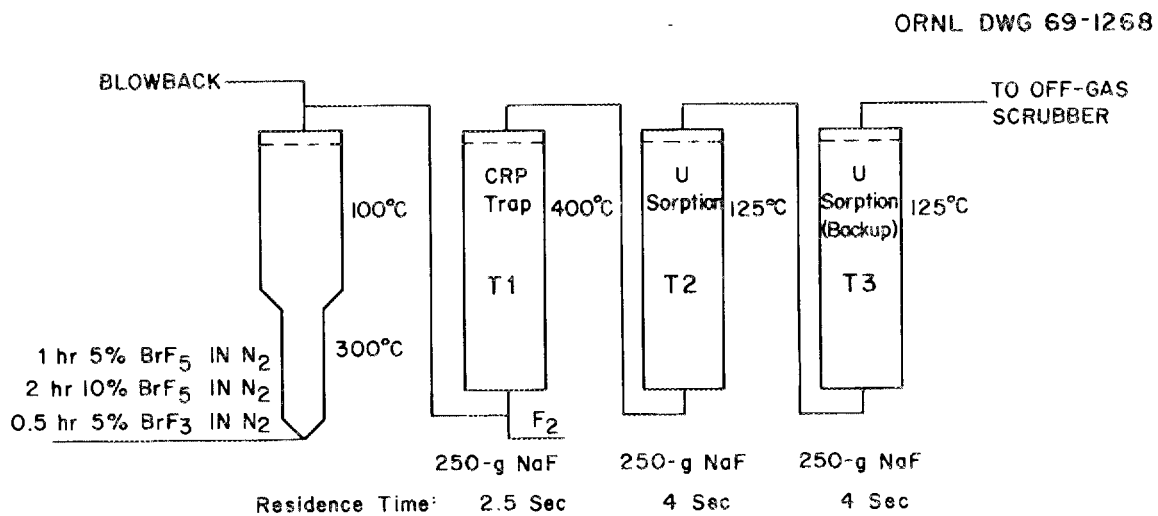 ORNL DWG 69-1268
BLOWBACK
TO OFF-GAS
SCRUBBER
100°C
CRP
Trap
T1
400°C
U
Sorption
T2
125°C
U
Sorption
(Backup)
T3
125°C
300°C
1 hr 5% BrF₅ IN N₂
2 hr 10% BrF₅ IN N₂
0.5 hr 5% BrF₃ IN N₂
F₂
250-g NaF 250-g NaF 250-g NaF
Residence Time: 2.5 Sec 4 Sec 4 Sec